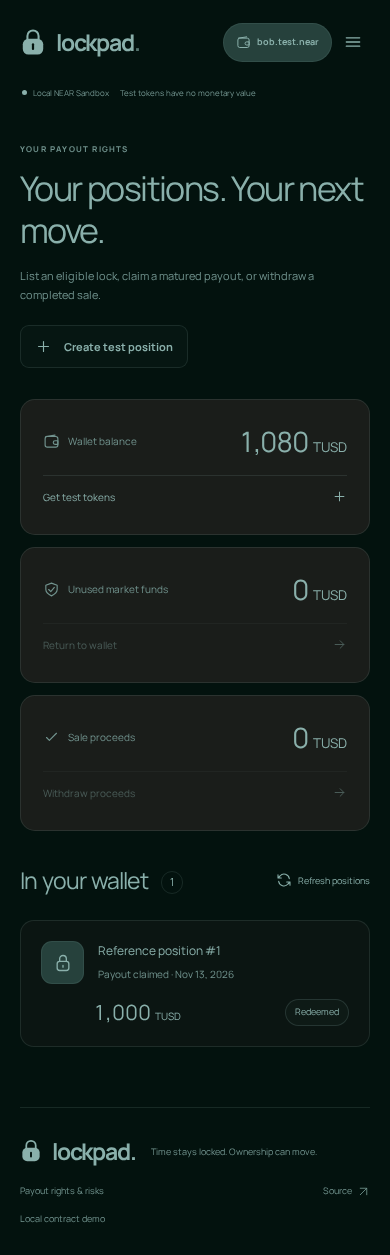 lockpad.
bob.test.near
Local NEAR Sandbox Test tokens have no monetary value
YOUR PAYOUT RIGHTS
Your positions. Your next
move.
List an eligible lock, claim a matured payout, or withdraw a
completed sale.
Create test position
Wallet balance
1,080 TUSD
Get test tokens
Unused market funds
0 TUSD
Return to wallet
Sale proceeds
0 TUSD
Withdraw proceeds
In your wallet 1
Refresh positions
Reference position #1
Payout claimed · Nov 13, 2026
1,000 TUSD
Redeemed
lockpad.
Time stays locked. Ownership can move.
Payout rights & risks
Source
Local contract demo